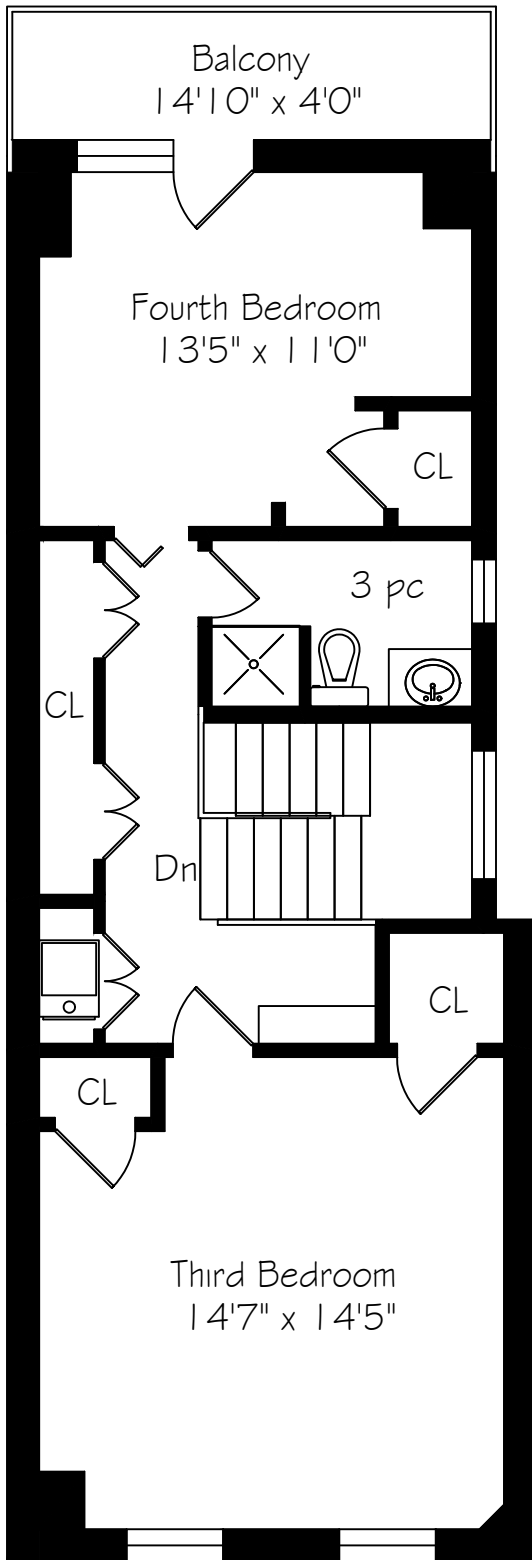 Balcony
14'10" x 4'0"
Fourth Bedroom
13'5" x 11'0"
CL
3 pc
CL
Dn
CL
CL
Third Bedroom
14'7" x 14'5"